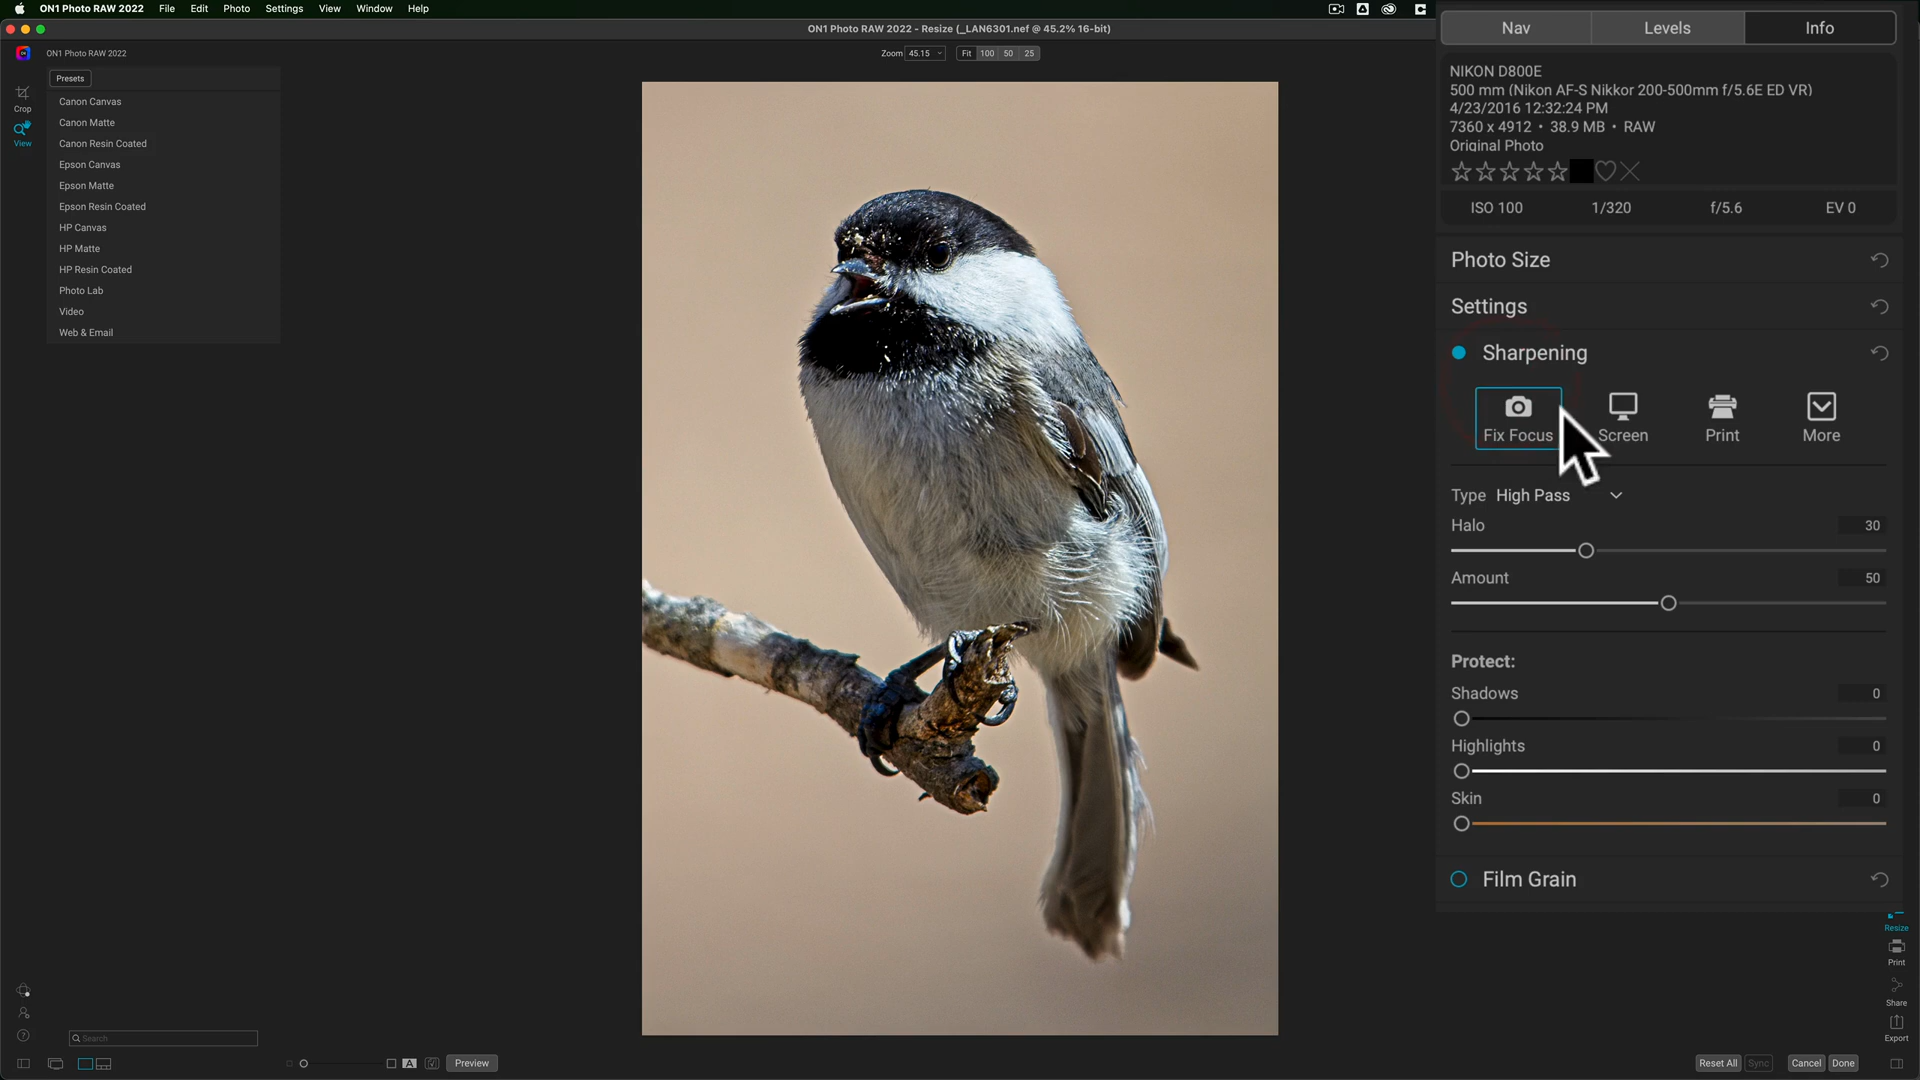 ON1 Photo RAW 2022 File Edit Photo Settings View Window Help
ON1 Photo RAW 2022 - Resize (_LAN6301.nef @ 45.2% 16-bit)
ON1 Photo RAW 2022
Zoom 45.15 Fit 100 50 25
Presets
Crop
View
Canon Canvas
Canon Matte
Canon Resin Coated
Epson Canvas
Epson Matte
Epson Resin Coated
HP Canvas
HP Matte
HP Resin Coated
Photo Lab
Video
Web & Email
Nav Levels Info
NIKON D800E
500 mm (Nikon AF-S Nikkor 200-500mm f/5.6E ED VR)
4/23/2016 12:32:24 PM
7360 x 4912 • 38.9 MB • RAW
Original Photo
ISO 100 1/320 f/5.6 EV 0
Photo Size
Settings
Sharpening
Fix Focus Screen Print More
Type High Pass
Halo 30
Amount 50
Protect:
Shadows 0
Highlights 0
Skin 0
Film Grain
Resize
Print
Share
Export
Search
A Preview
Reset All Sync Cancel Done